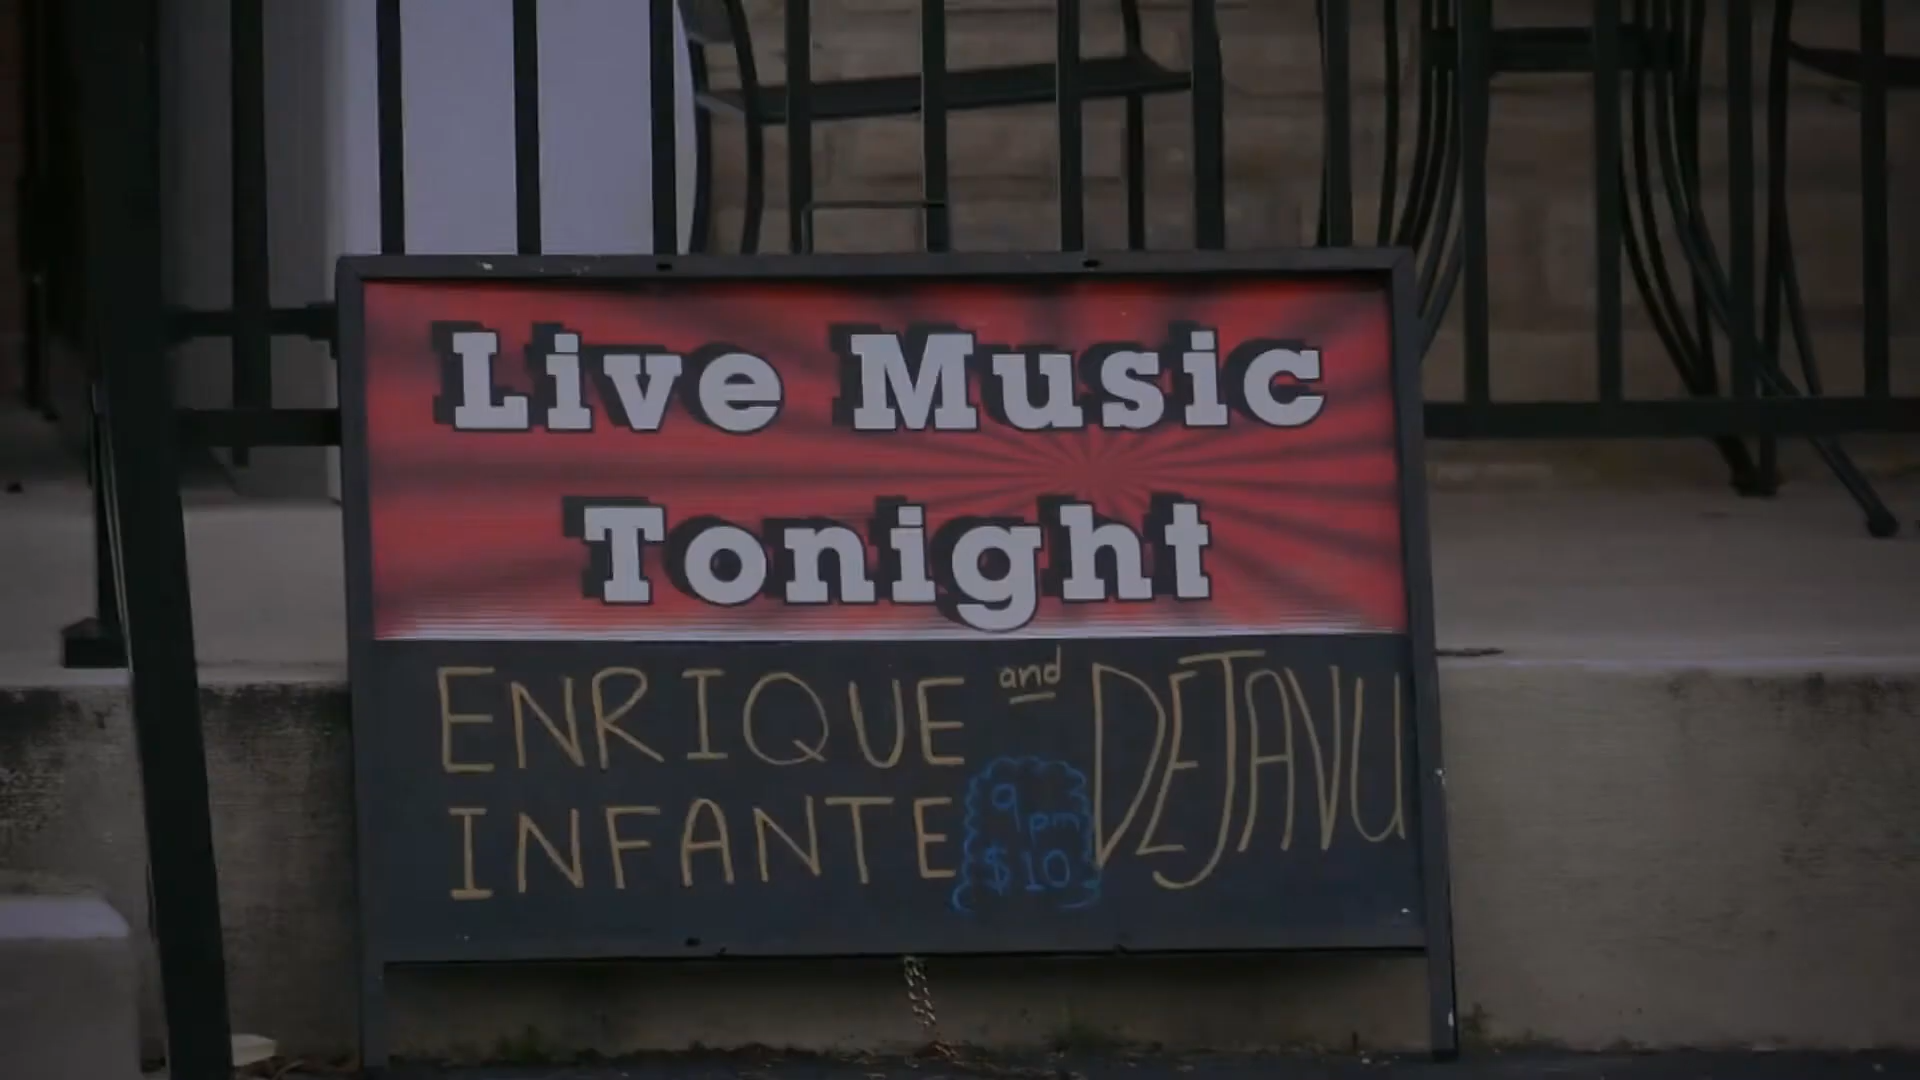 Live Music
Tonight
ENRIQUE and DEJAVU
INFANTE
9pm
$10